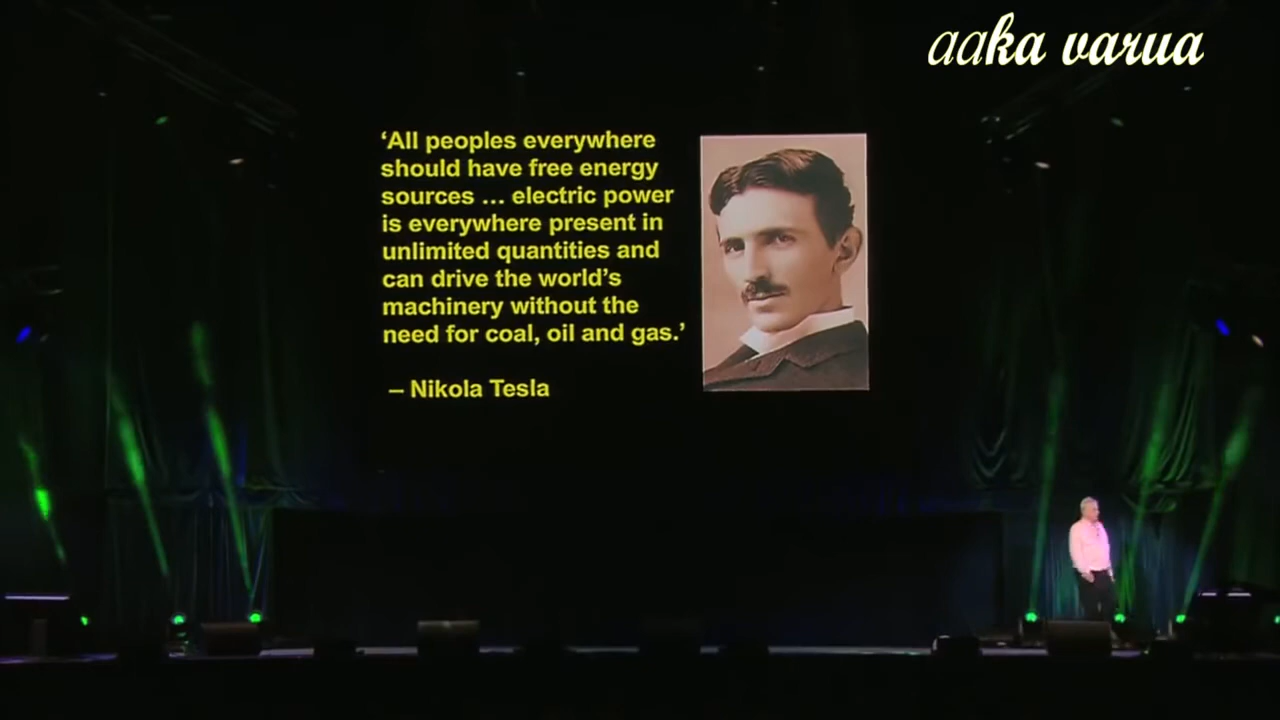 aaka varua
‘All peoples everywhere
should have free energy
sources ... electric power
is everywhere present in
unlimited quantities and
can drive the world’s
machinery without the
need for coal, oil and gas.’
– Nikola Tesla